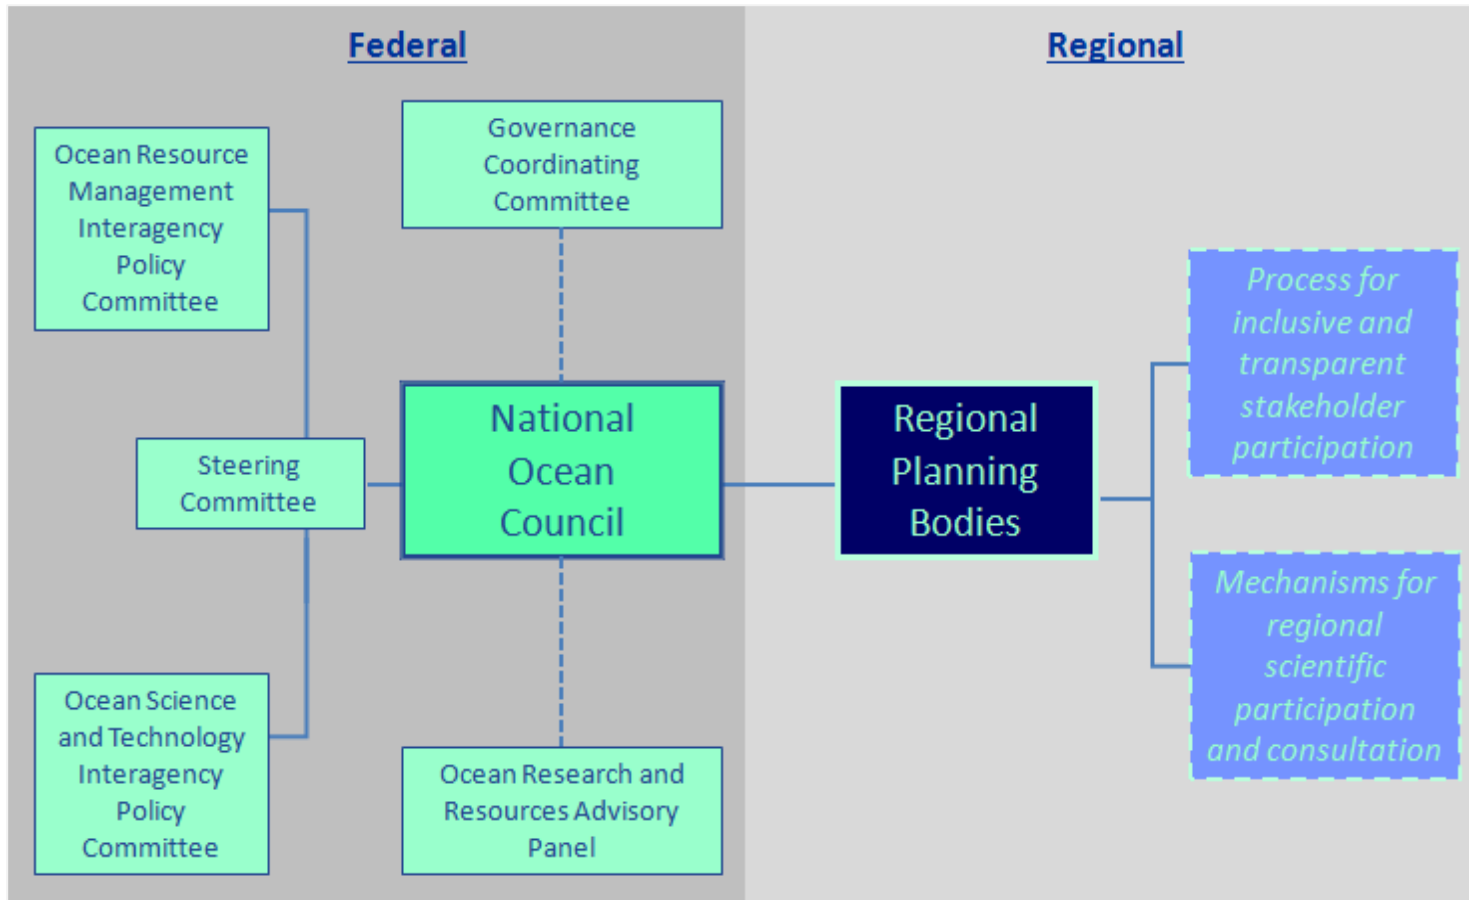 Federal
Regional
Ocean Resource
Management
Interagency
Policy
Committee
Governance
Coordinating
Committee
Steering
Committee
National
Ocean
Council
Ocean Science
and Technology
Interagency
Policy
Committee
Ocean Research and
Resources Advisory
Panel
Regional
Planning
Bodies
Process for
inclusive and
transparent
stakeholder
participation
Mechanisms for
regional
scientific
participation
and consultation